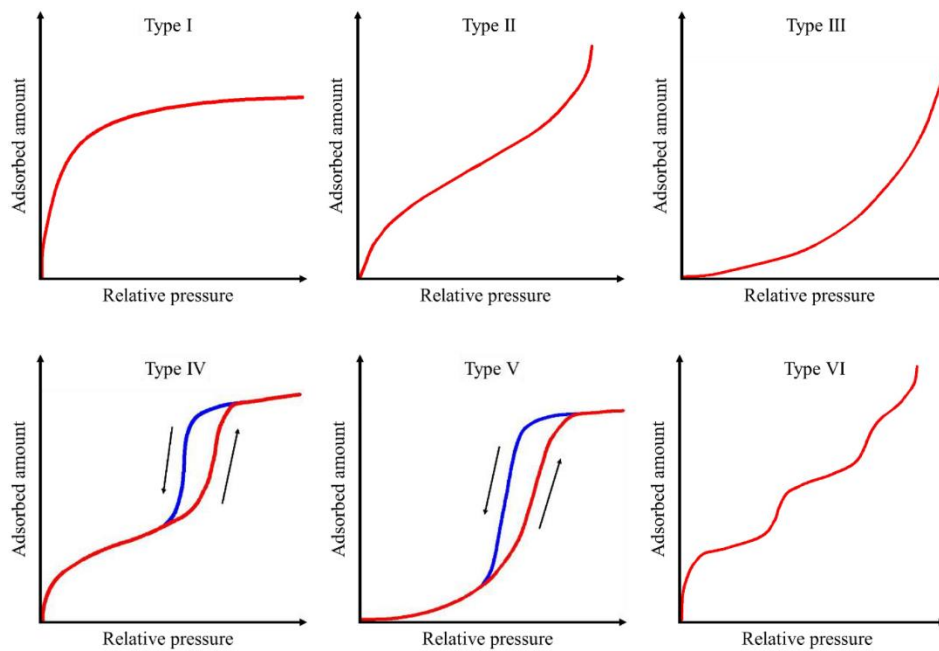 Type I
Adsorbed amount
Relative pressure
Type II
Adsorbed amount
Relative pressure
Type III
Adsorbed amount
Relative pressure
Type IV
Adsorbed amount
Relative pressure
Type V
Adsorbed amount
Relative pressure
Type VI
Adsorbed amount
Relative pressure